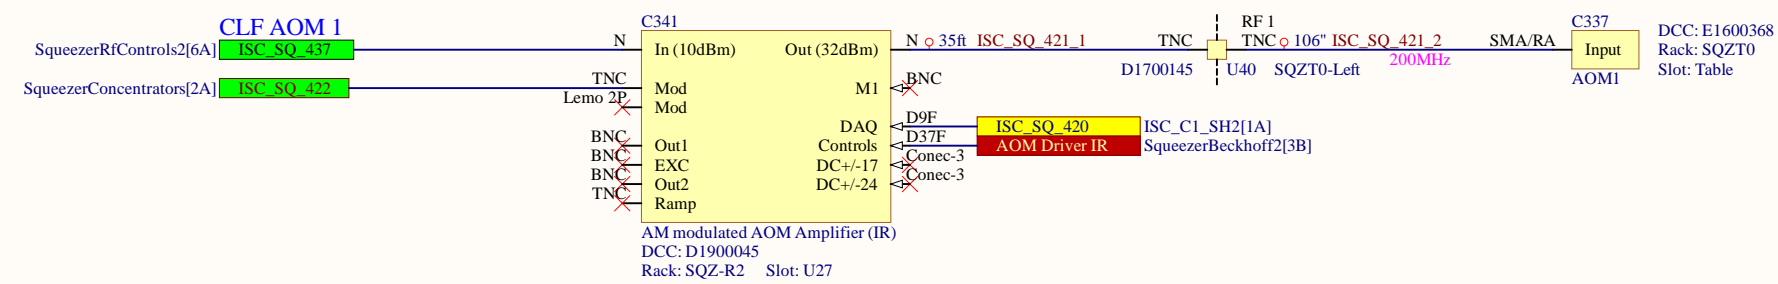 CLF AOM 1
SqueezerRfControls2[6A] ISC_SQ_437
SqueezerConcentrators[2A] ISC_SQ_422
N
TNC
Lemo 2P
BNC
BNC
BNC
TNC
C341
In (10dBm) Out (32dBm)
Mod M1
Mod
DAQ
Out1 Controls
EXC DC+/-17
Out2 DC+/-24
Ramp
AM modulated AOM Amplifier (IR)
DCC: D1900045
Rack: SQZ-R2 Slot: U27
N 35ft ISC_SQ_421_1 TNC
BNC
D9F ISC_SQ_420 ISC_C1_SH2[1A]
D37F AOM Driver IR SqueezerBeckhoff2[3B]
Conec-3
Conec-3
D1700145 U40 SQZT0-Left
RF 1
TNC 106" ISC_SQ_421_2 SMA/RA
200MHz
C337
Input
AOM1
DCC: E1600368
Rack: SQZT0
Slot: Table